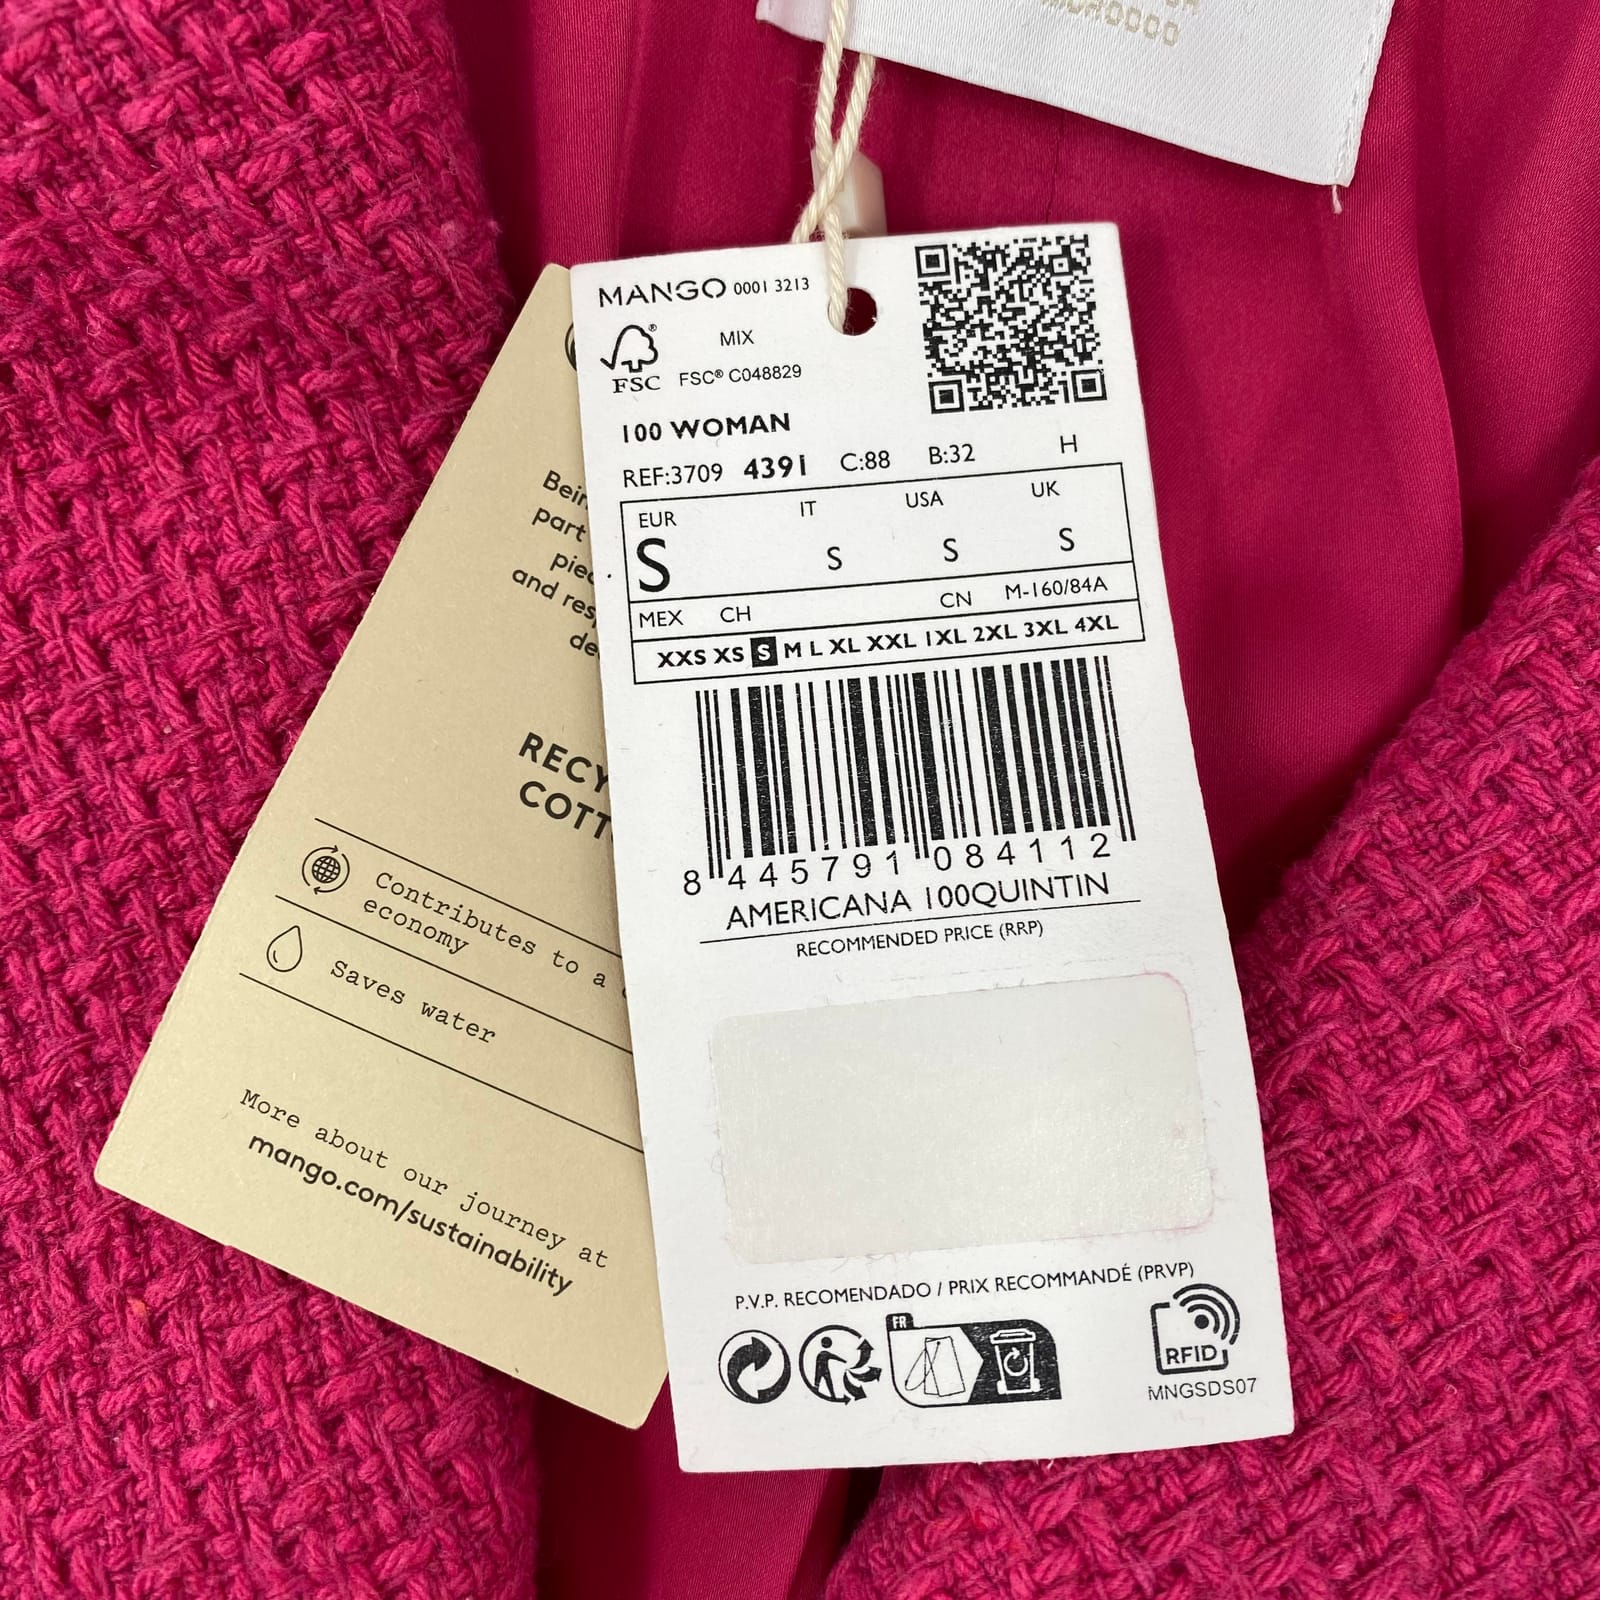 MOROCCO
MANGO 0001 3213
MIX
FSC
FSC® C048829
100 WOMAN
REF:3709 4391 C:88 B:32 H
EUR IT USA UK
S S S S
MEX CH CN M-160/84A
XXS XS S M L XL XXL 1XL 2XL 3XL 4XL
8 445791 084112
AMERICANA 100QUINTIN
RECOMMENDED PRICE (RRP)
P.V.P. RECOMENDADO / PRIX RECOMMANDÉ (PRVP)
FR
RFID
MNGSDS07
part
and
Contributes to a
economy
Saves water
More about our journey at
mango.com/sustainability